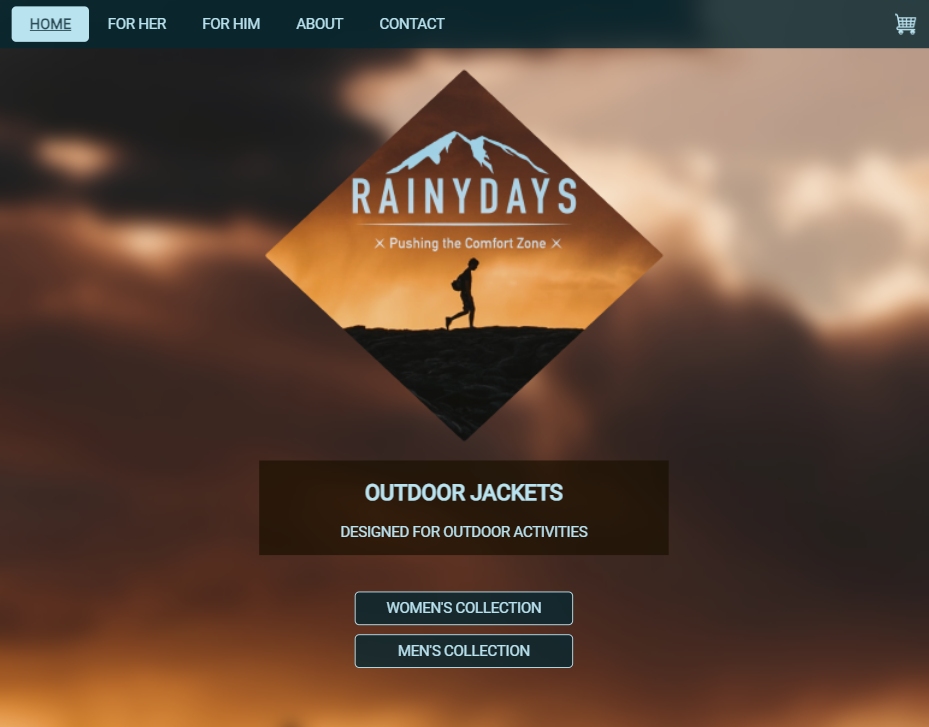 HOME FOR HER FOR HIM ABOUT CONTACT
RAINYDAYS
Pushing the Comfort Zone
OUTDOOR JACKETS
DESIGNED FOR OUTDOOR ACTIVITIES
WOMEN'S COLLECTION
MEN'S COLLECTION